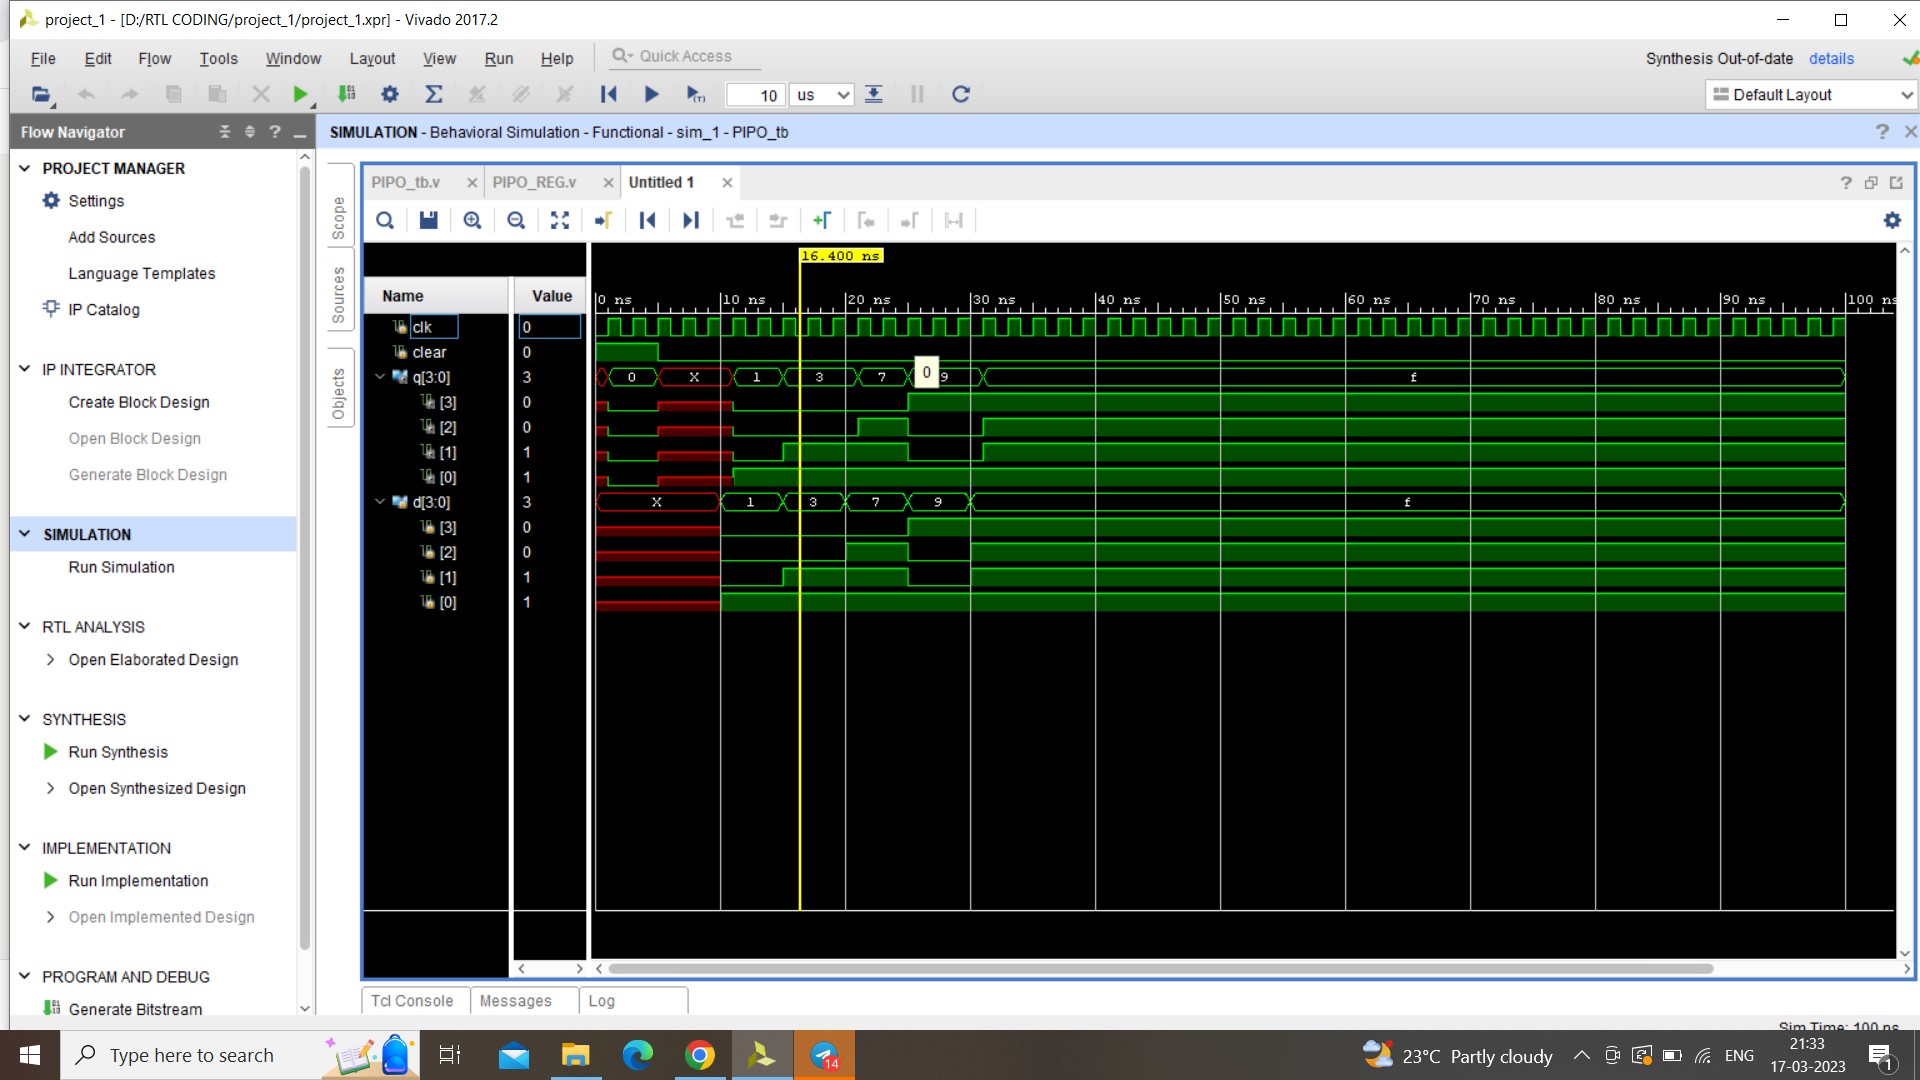 project_1 - [D:/RTL CODING/project_1/project_1.xpr] - Vivado 2017.2
File Edit Flow Tools Window Layout View Run Help Quick Access
Synthesis Out-of-date details
10 us
Default Layout
Flow Navigator
SIMULATION - Behavioral Simulation - Functional - sim_1 - PIPO_tb
PROJECT MANAGER
Settings
Add Sources
Language Templates
IP Catalog
IP INTEGRATOR
Create Block Design
Open Block Design
Generate Block Design
SIMULATION
Run Simulation
RTL ANALYSIS
Open Elaborated Design
SYNTHESIS
Run Synthesis
Open Synthesized Design
IMPLEMENTATION
Run Implementation
Open Implemented Design
PROGRAM AND DEBUG
Generate Bitstream
Scope
Sources
Objects
PIPO_tb.v PIPO_REG.v Untitled 1
16.400 ns
Name Value
0 ns 10 ns 20 ns 30 ns 40 ns 50 ns 60 ns 70 ns 80 ns 90 ns 100 ns
clk 0
clear 0
q[3:0] 3 0 X 1 3 7 9 f
0
[3] 0
[2] 0
[1] 1
[0] 1
d[3:0] 3 X 1 3 7 9 f
[3] 0
[2] 0
[1] 1
[0] 1
Tcl Console Messages Log
Sim Time: 100 ns
Type here to search
14
23°C Partly cloudy
ENG
21:33
17-03-2023
1